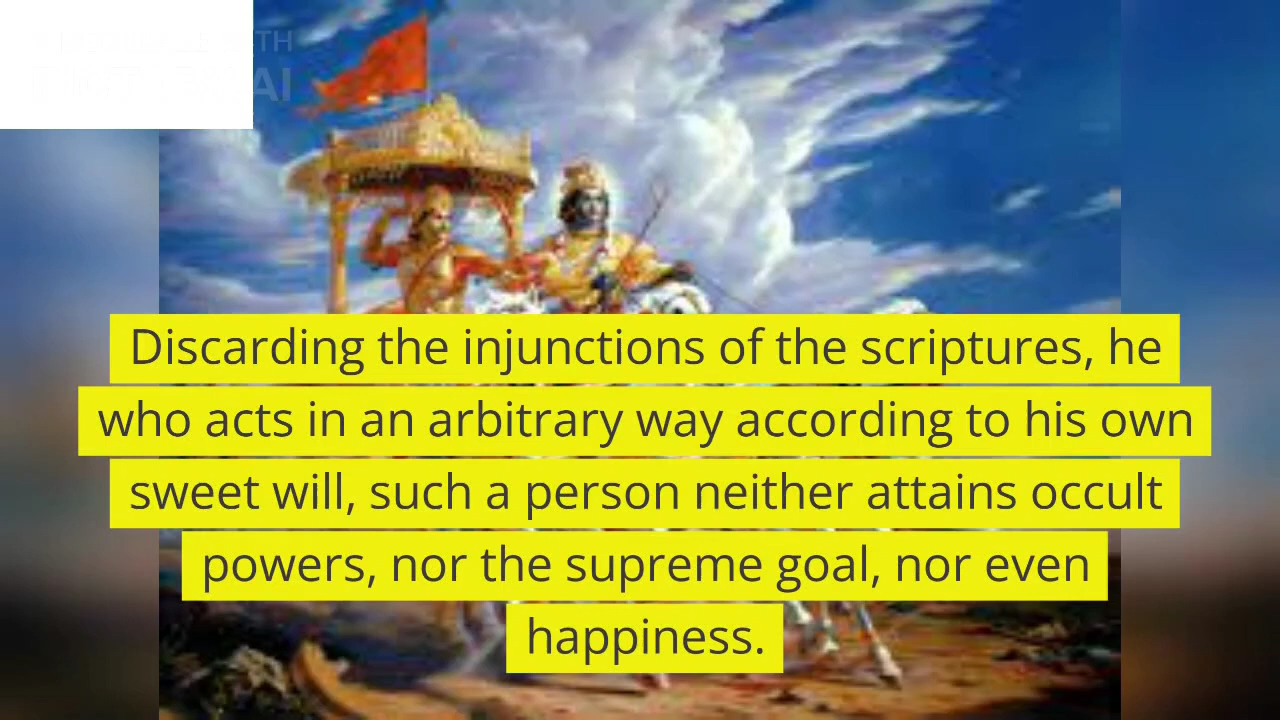 Discarding the injunctions of the scriptures, he
who acts in an arbitrary way according to his own
sweet will, such a person neither attains occult
powers, nor the supreme goal, nor even
happiness.